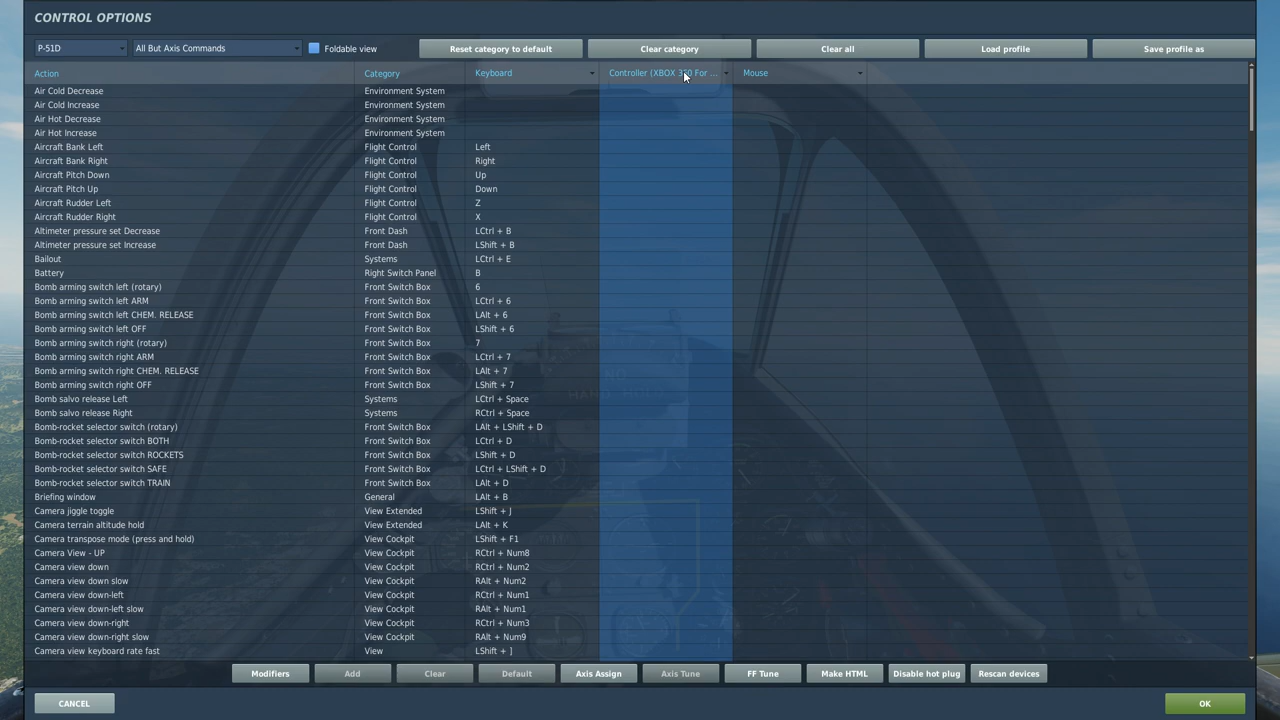 CONTROL OPTIONS
P-51D All But Axis Commands Foldable view Reset category to default Clear category Clear all Load profile Save profile as
Action Category Keyboard Controller (XBOX 360 For ... Mouse
Air Cold Decrease Environment System
Air Cold Increase Environment System
Air Hot Decrease Environment System
Air Hot Increase Environment System
Aircraft Bank Left Flight Control Left
Aircraft Bank Right Flight Control Right
Aircraft Pitch Down Flight Control Up
Aircraft Pitch Up Flight Control Down
Aircraft Rudder Left Flight Control Z
Aircraft Rudder Right Flight Control X
Altimeter pressure set Decrease Front Dash LCtrl + B
Altimeter pressure set Increase Front Dash LShift + B
Bailout Systems LCtrl + E
Battery Right Switch Panel B
Bomb arming switch left (rotary) Front Switch Box 6
Bomb arming switch left ARM Front Switch Box LCtrl + 6
Bomb arming switch left CHEM. RELEASE Front Switch Box LAlt + 6
Bomb arming switch left OFF Front Switch Box LShift + 6
Bomb arming switch right (rotary) Front Switch Box 7
Bomb arming switch right ARM Front Switch Box LCtrl + 7
Bomb arming switch right CHEM. RELEASE Front Switch Box LAlt + 7
Bomb arming switch right OFF Front Switch Box LShift + 7
Bomb salvo release Left Systems LCtrl + Space
Bomb salvo release Right Systems RCtrl + Space
Bomb-rocket selector switch (rotary) Front Switch Box LAlt + LShift + D
Bomb-rocket selector switch BOTH Front Switch Box LCtrl + D
Bomb-rocket selector switch ROCKETS Front Switch Box LShift + D
Bomb-rocket selector switch SAFE Front Switch Box LCtrl + LShift + D
Bomb-rocket selector switch TRAIN Front Switch Box LAlt + D
Briefing window General LAlt + B
Camera jiggle toggle View Extended LShift + J
Camera terrain altitude hold View Extended LAlt + K
Camera transpose mode (press and hold) View Cockpit LShift + F1
Camera View - UP View Cockpit RCtrl + Num8
Camera view down View Cockpit RCtrl + Num2
Camera view down slow View Cockpit RAlt + Num2
Camera view down-left View Cockpit RCtrl + Num1
Camera view down-left slow View Cockpit RAlt + Num1
Camera view down-right View Cockpit RCtrl + Num3
Camera view down-right slow View Cockpit RAlt + Num9
Camera view keyboard rate fast View LShift + ]
NO
HAND HOLD
Modifiers Add Clear Default Axis Assign Axis Tune FF Tune Make HTML Disable hot plug Rescan devices
CANCEL OK